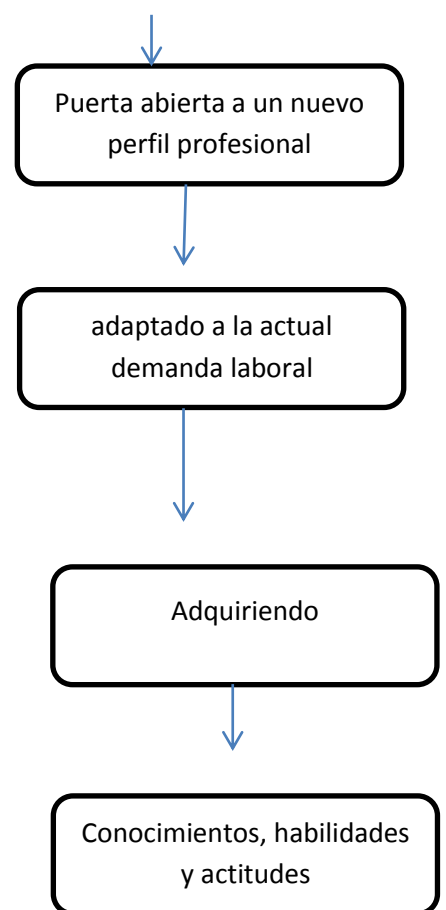 Puerta abierta a un nuevo
perfil profesional
adaptado a la actual
demanda laboral
Adquiriendo
Conocimientos, habilidades
y actitudes